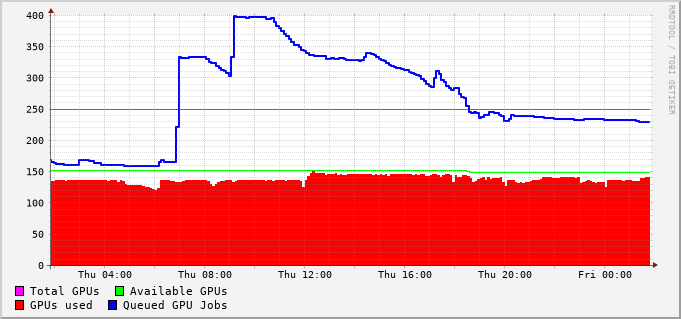 400
350
300
250
200
150
100
50
0
Thu 04:00 Thu 08:00 Thu 12:00 Thu 16:00 Thu 20:00 Fri 00:00
Total GPUs Available GPUs
GPUs used Queued GPU Jobs
RRDTOOL / TOBI OETIKER